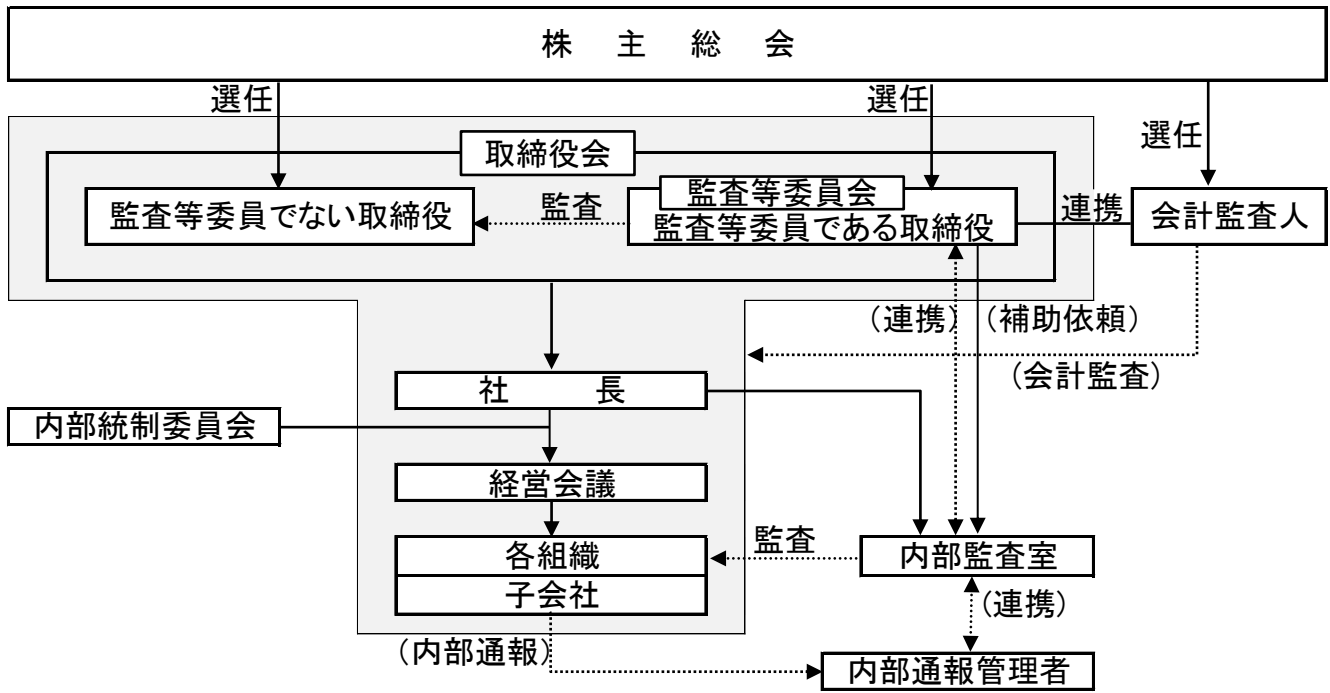 株主総会
選任
選任
選任
取締役会
監査等委員会
監査等委員でない取締役
監査
監査等委員である取締役
連携
会計監査人
（連携）
（補助依頼）
（会計監査）
社長
内部統制委員会
経営会議
各組織
監査
内部監査室
子会社
（連携）
（内部通報）
内部通報管理者